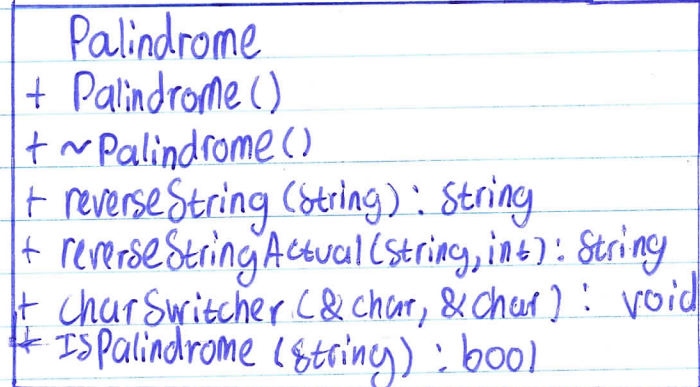 Palindrome
+ Palindrome()
+ ~Palindrome()
+ reverseString (String) : String
+ reverseStringActual (String, int) : String
+ charSwitcher (&char, &char) : void
+ IsPalindrome (string) : bool